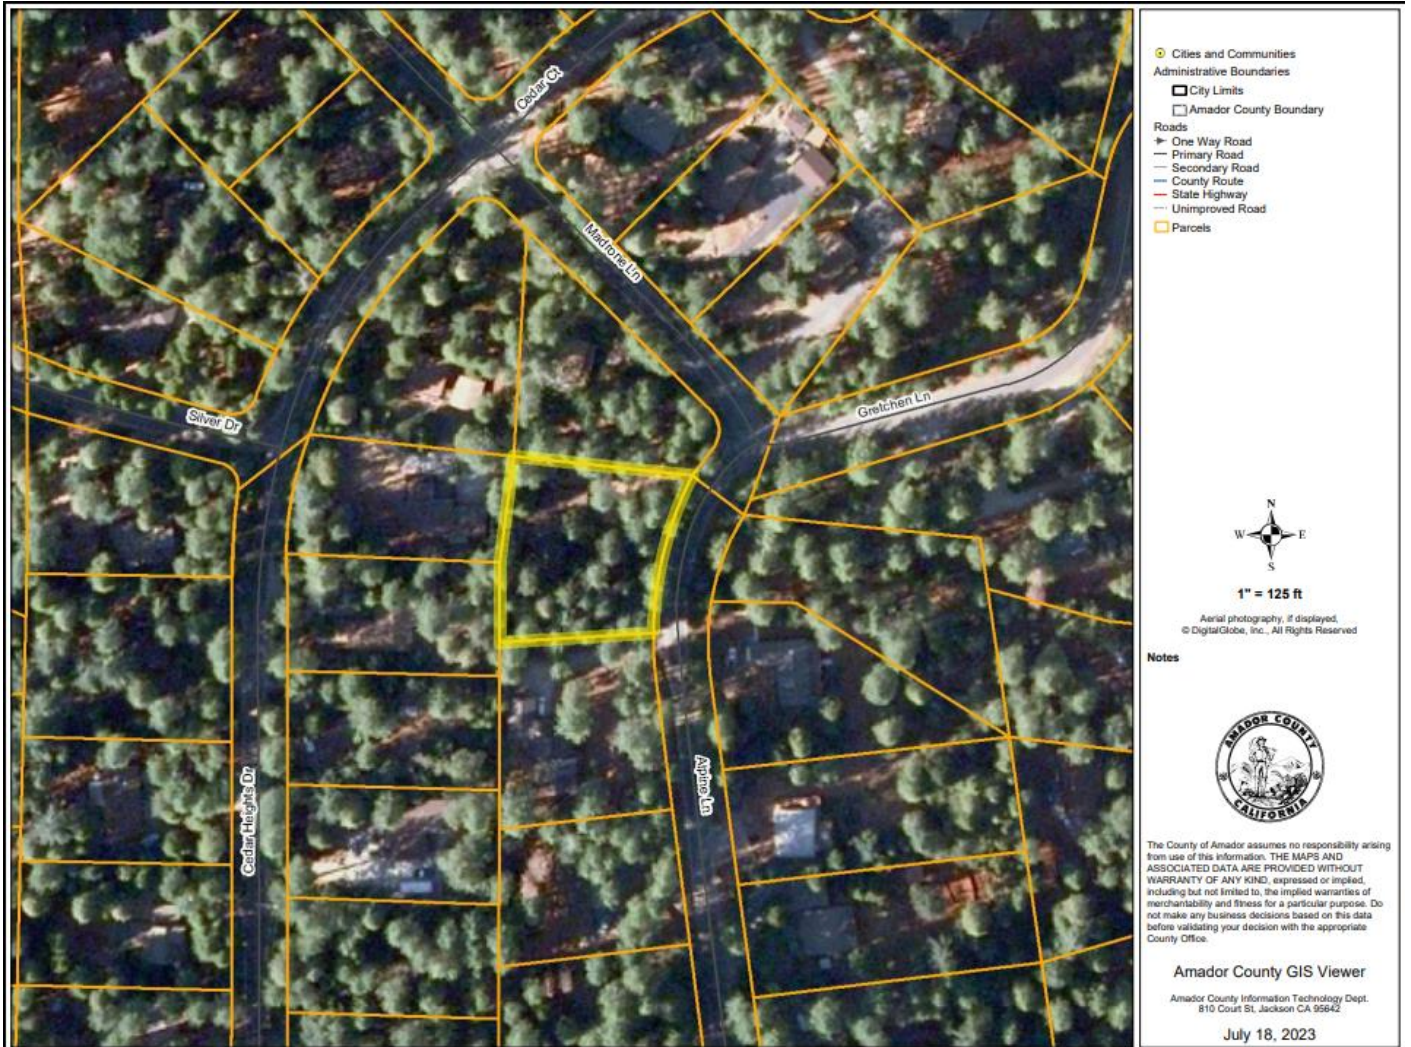 Cedar Ct
Madrone Ln
Gretchen Ln
Silver Dr
Cedar Heights Dr
Alpine Ln
Cities and Communities
Administrative Boundaries
City Limits
Amador County Boundary
Roads
One Way Road
Primary Road
Secondary Road
County Route
State Highway
Unimproved Road
Parcels
N
W E
S
1" = 125 ft
Aerial photography, if displayed,
© DigitalGlobe, Inc., All Rights Reserved
Notes
AMADOR COUNTY
CALIFORNIA
The County of Amador assumes no responsibility arising
from use of this information. THE MAPS AND
ASSOCIATED DATA ARE PROVIDED WITHOUT
WARRANTY OF ANY KIND, expressed or implied,
including but not limited to, the implied warranties of
merchantability and fitness for a particular purpose. Do
not make any business decisions based on this data
before validating your decision with the appropriate
County Office.
Amador County GIS Viewer
Amador County Information Technology Dept.
810 Court St, Jackson CA 95642
July 18, 2023